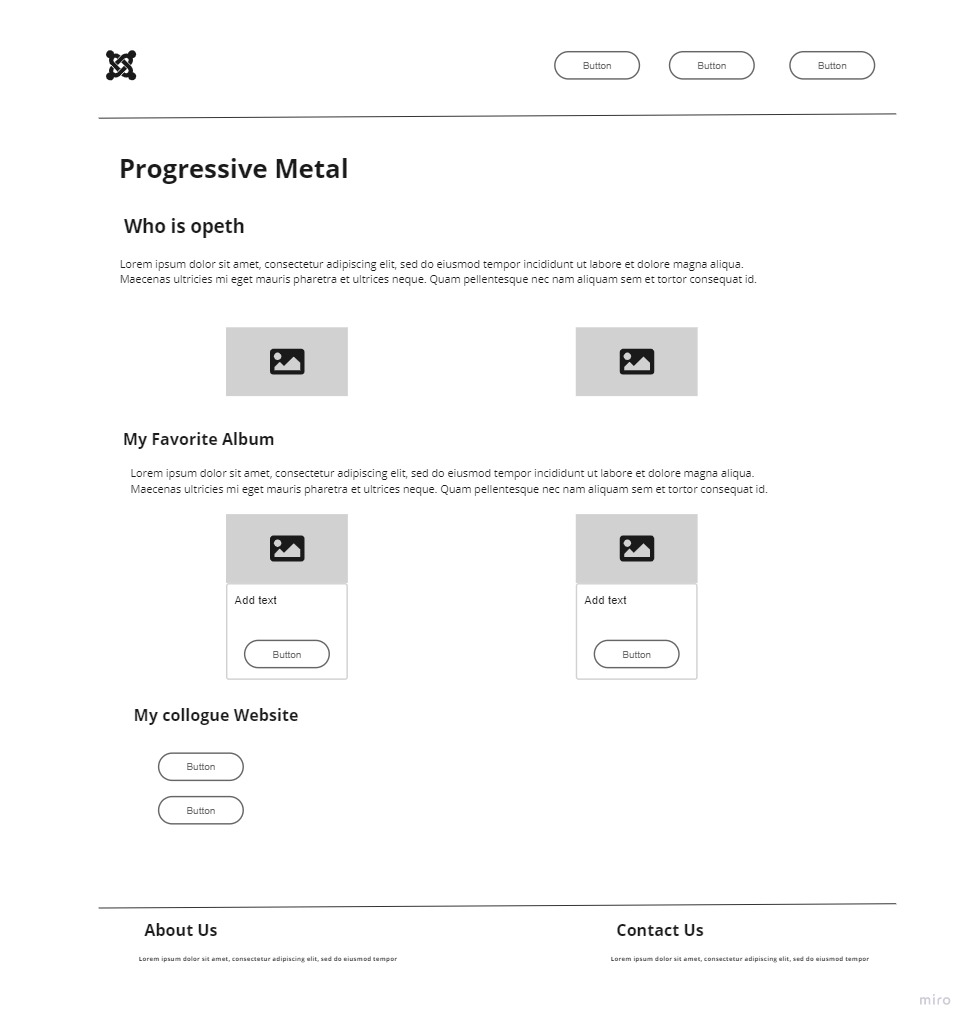 Button Button Button
Progressive Metal
Who is opeth
Lorem ipsum dolor sit amet, consectetur adipiscing elit, sed do eiusmod tempor incididunt ut labore et dolore magna aliqua.
Maecenas ultricies mi eget mauris pharetra et ultrices neque. Quam pellentesque nec nam aliquam sem et tortor consequat id.
My Favorite Album
Lorem ipsum dolor sit amet, consectetur adipiscing elit, sed do eiusmod tempor incididunt ut labore et dolore magna aliqua.
Maecenas ultricies mi eget mauris pharetra et ultrices neque. Quam pellentesque nec nam aliquam sem et tortor consequat id.
Add text
Button
Add text
Button
My collogue Website
Button
Button
About Us
Lorem ipsum dolor sit amet, consectetur adipiscing elit, sed do eiusmod tempor
Contact Us
Lorem ipsum dolor sit amet, consectetur adipiscing elit, sed do eiusmod tempor
miro